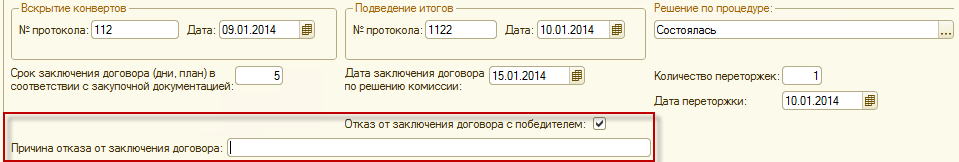 Вскрытие конвертов Подведение итогов Решение по процедуре:
№ протокола: 112 Дата: 09.01.2014 № протокола: 1122 Дата: 10.01.2014 Состоялась ...
Срок заключения договора (дни, план) в соответствии с закупочной документацией: 5 Дата заключения договора по решению комиссии: 15.01.2014 Количество переторжек: 1
Дата переторжки: 10.01.2014
Отказ от заключения договора с победителем:
Причина отказа от заключения договора: